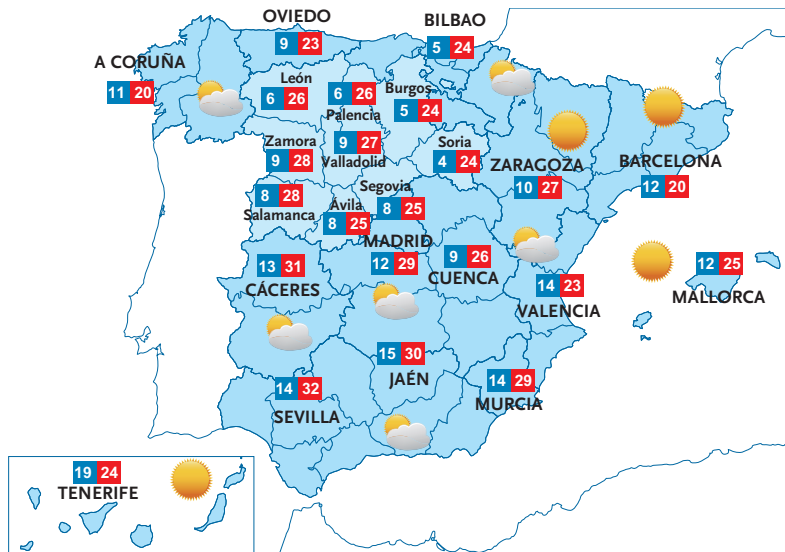 OVIEDO
9 23
BILBAO
5 24
A CORUÑA
11 20
León
6 26
6 26
Palencia
Burgos
5 24
Zamora
9 28
9 27
Valladolid
Soria
4 24
ZARAGOZA
10 27
BARCELONA
12 20
8 28
Salamanca
Ávila
8 25
Segovia
8 25
MADRID
12 29
9 26
CUENCA
13 31
CÁCERES
14 23
VALENCIA
12 25
MALLORCA
15 30
JAÉN
14 32
SEVILLA
14 29
MURCIA
19 24
TENERIFE